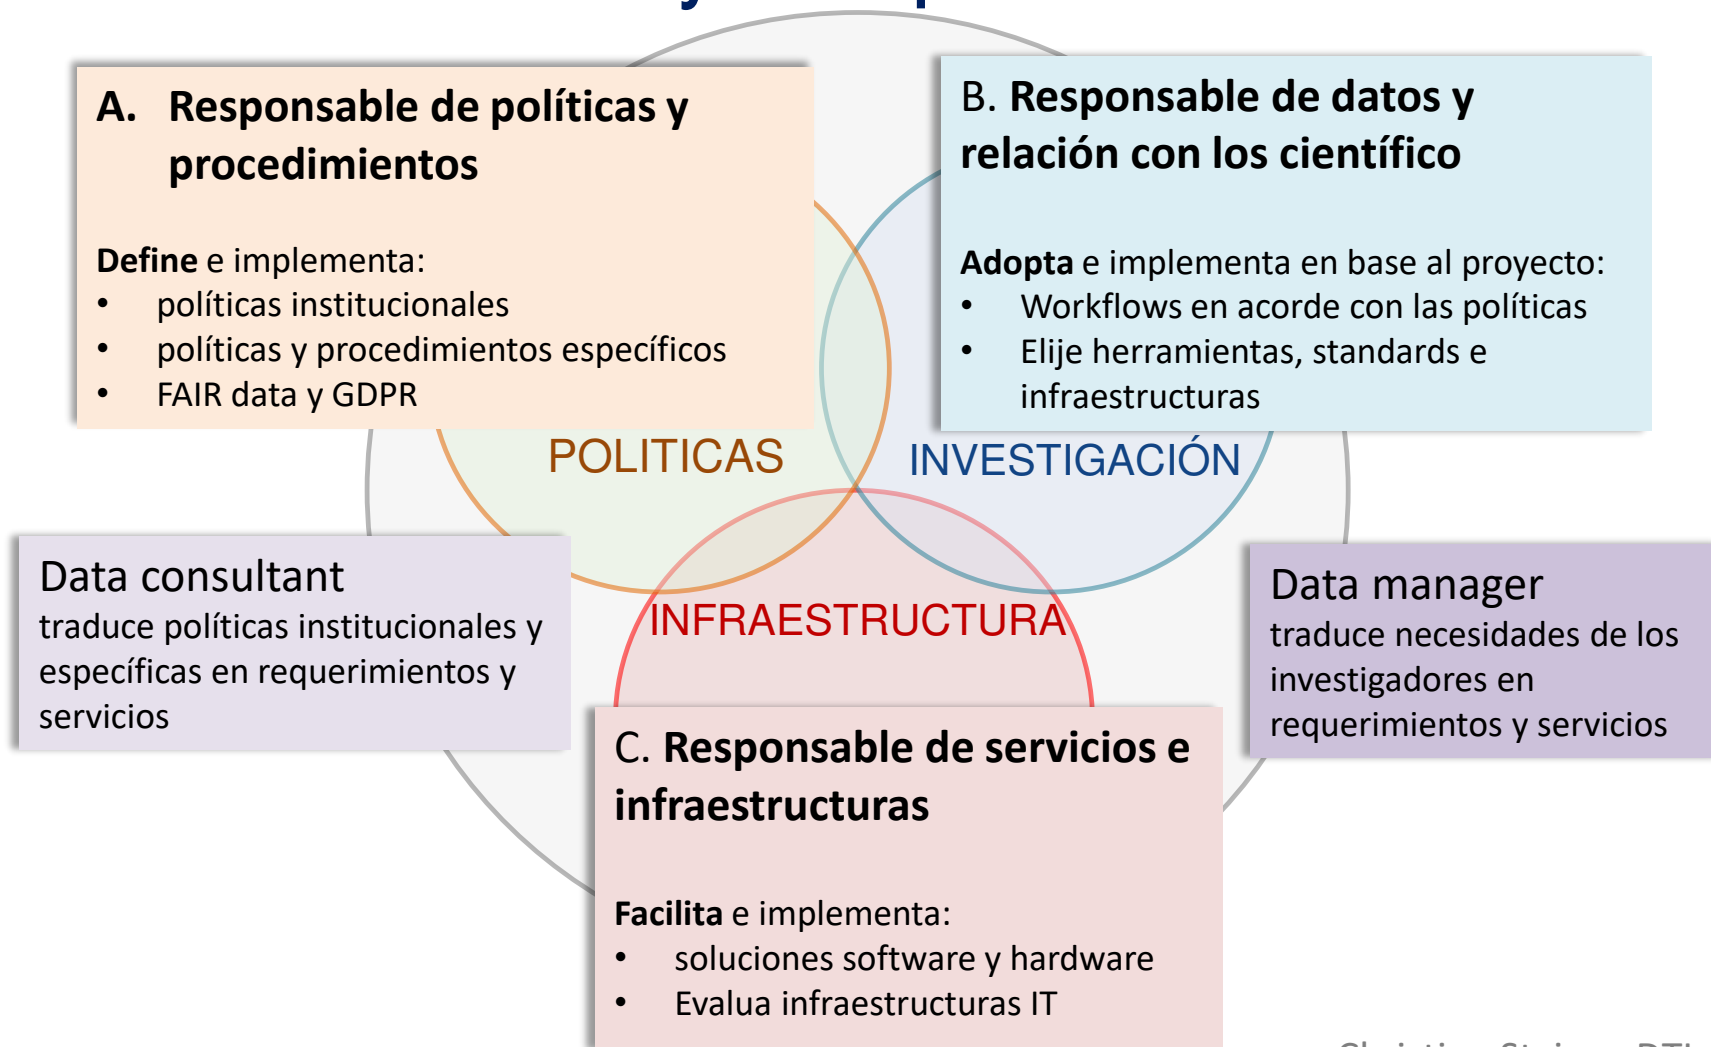 A. Responsable de políticas y
procedimientos
Define e implementa:
• políticas institucionales
• políticas y procedimientos específicos
• FAIR data y GDPR
B. Responsable de datos y
relación con los científico
Adopta e implementa en base al proyecto:
• Workflows en acorde con las políticas
• Elije herramientas, standards e
infraestructuras
POLITICAS
INVESTIGACIÓN
INFRAESTRUCTURA
Data consultant
traduce políticas institucionales y
específicas en requerimientos y
servicios
Data manager
traduce necesidades de los
investigadores en
requerimientos y servicios
C. Responsable de servicios e
infraestructuras
Facilita e implementa:
• soluciones software y hardware
• Evalua infraestructuras IT